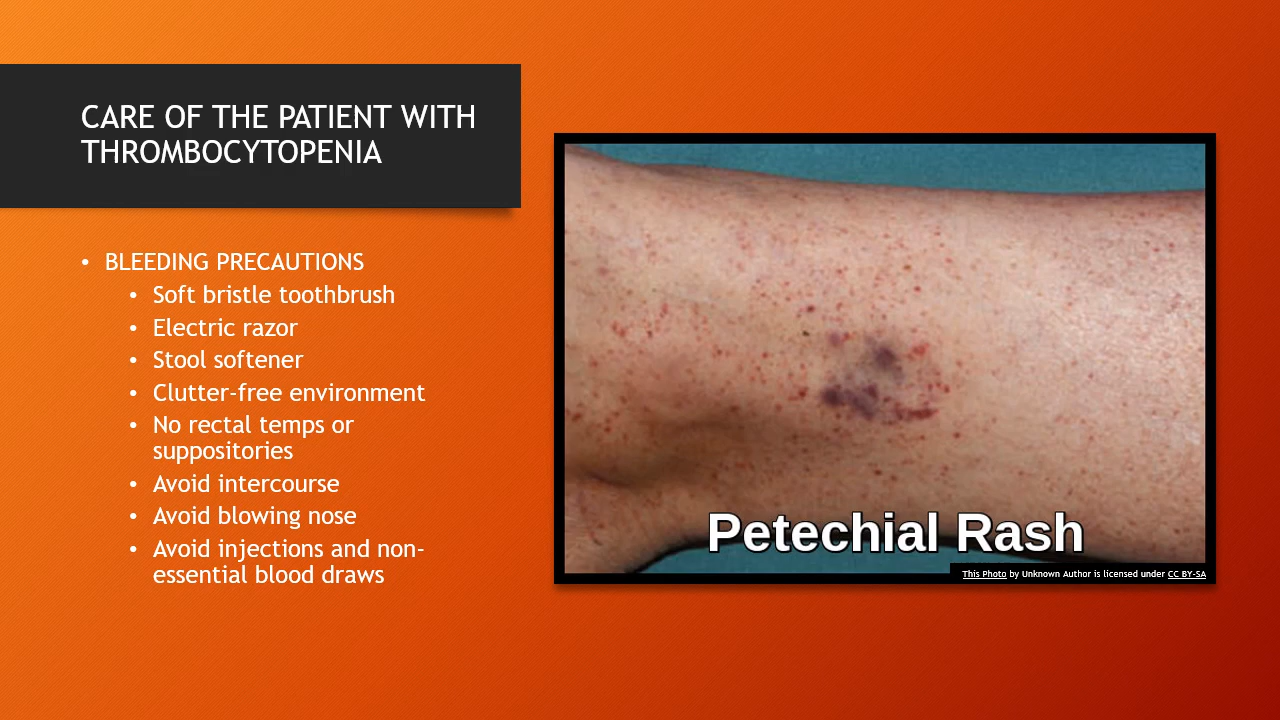 CARE OF THE PATIENT WITH
THROMBOCYTOPENIA
• BLEEDING PRECAUTIONS
• Soft bristle toothbrush
• Electric razor
• Stool softener
• Clutter-free environment
• No rectal temps or
suppositories
• Avoid intercourse
• Avoid blowing nose
• Avoid injections and non-
essential blood draws
Petechial Rash
This Photo by Unknown Author is licensed under CC BY-SA